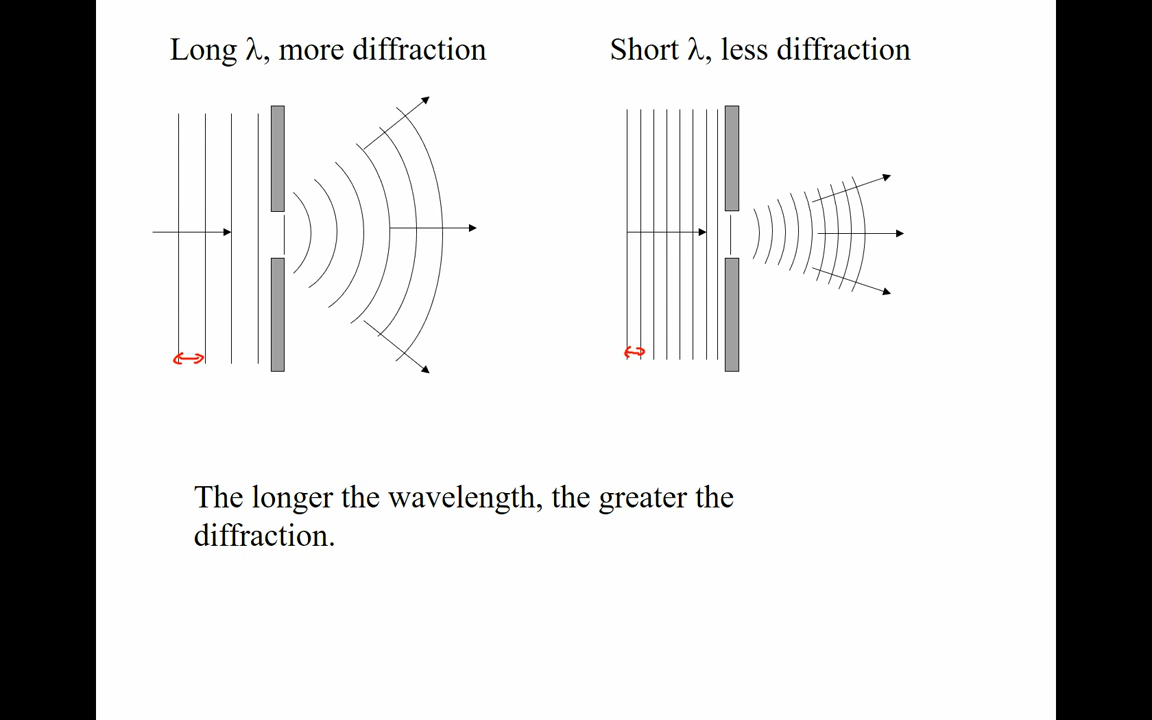 Long λ, more diffraction
Short λ, less diffraction
The longer the wavelength, the greater the
diffraction.